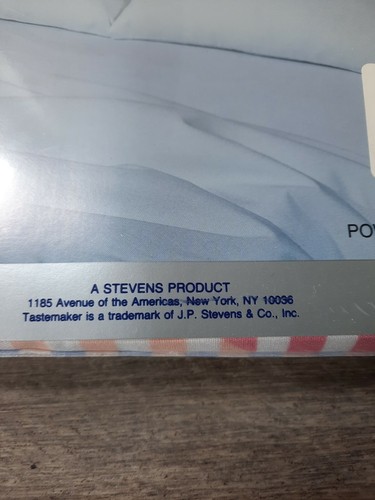 A STEVENS PRODUCT
1185 Avenue of the Americas, New York, NY 10036
Tastemaker is a trademark of J.P. Stevens & Co., Inc.